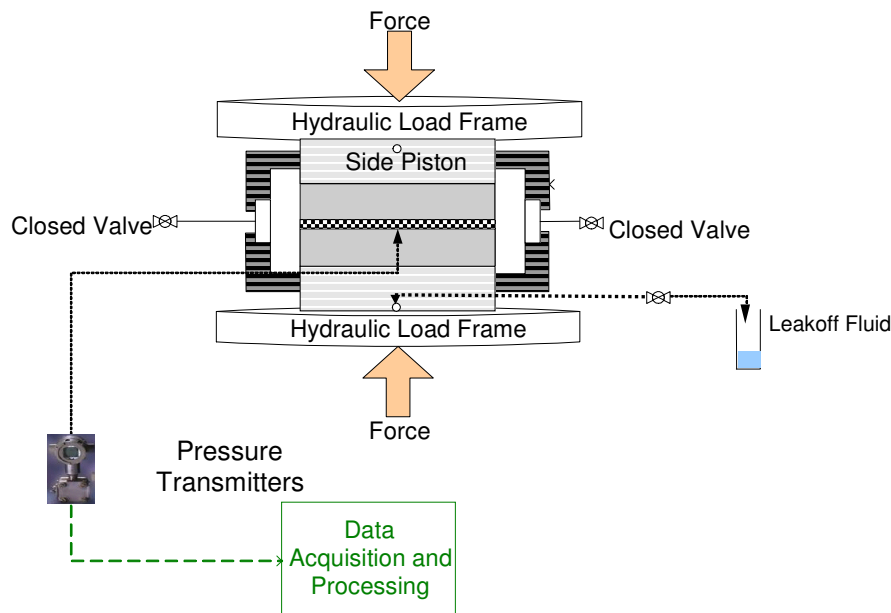 Force
Hydraulic Load Frame
Side Piston
Closed Valve
Closed Valve
Hydraulic Load Frame
Leakoff Fluid
Force
Pressure
Transmitters
Data
Acquisition and
Processing